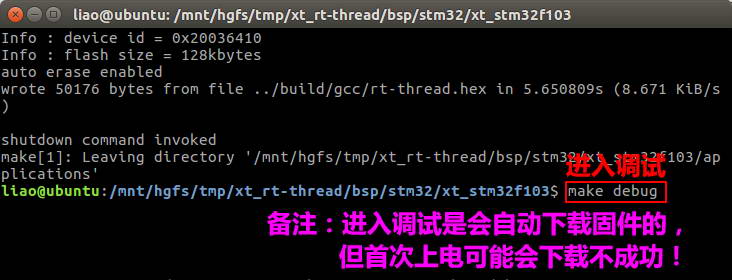 liao@ubuntu: /mnt/hgfs/tmp/xt_rt-thread/bsp/stm32/xt_stm32f103
Info : device id = 0x20036410
Info : flash size = 128kbytes
auto erase enabled
wrote 50176 bytes from file ../build/gcc/rt-thread.hex in 5.650809s (8.671 KiB/s
)
shutdown command invoked
make[1]: Leaving directory '/mnt/hgfs/tmp/xt_rt-thread/bsp/stm32/xt_stm32f103/ap
plications'
进入调试
liao@ubuntu:/mnt/hgfs/tmp/xt_rt-thread/bsp/stm32/xt_stm32f103$ make debug
备注：进入调试是会自动下载固件的，
但首次上电可能会下载不成功！